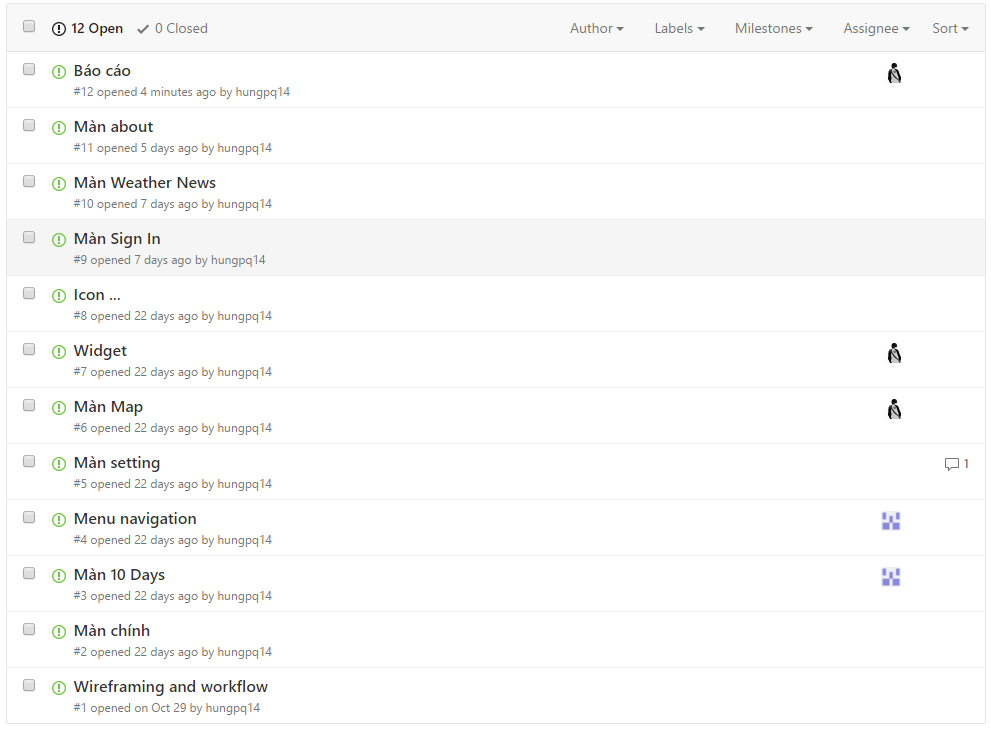 12 Open 0 Closed Author Labels Milestones Assignee Sort
Báo cáo
#12 opened 4 minutes ago by hungpq14
Màn about
#11 opened 5 days ago by hungpq14
Màn Weather News
#10 opened 7 days ago by hungpq14
Màn Sign In
#9 opened 7 days ago by hungpq14
Icon ...
#8 opened 22 days ago by hungpq14
Widget
#7 opened 22 days ago by hungpq14
Màn Map
#6 opened 22 days ago by hungpq14
Màn setting 1
#5 opened 22 days ago by hungpq14
Menu navigation
#4 opened 22 days ago by hungpq14
Màn 10 Days
#3 opened 22 days ago by hungpq14
Màn chính
#2 opened 22 days ago by hungpq14
Wireframing and workflow
#1 opened on Oct 29 by hungpq14